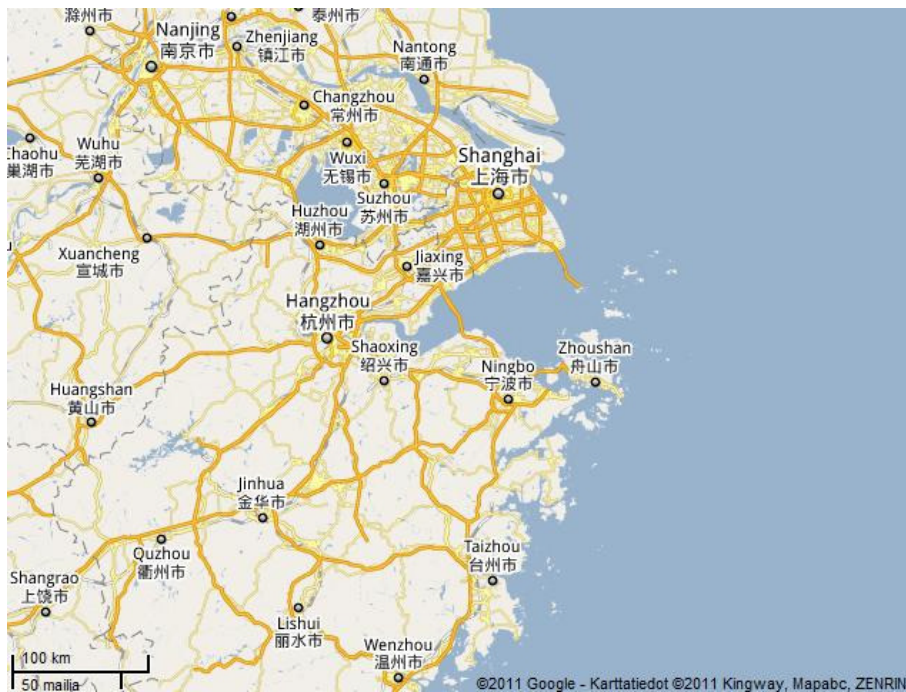 滁州市
泰州市
Nanjing
南京市
Zhenjiang
镇江市
Nantong
南通市
Changzhou
常州市
Chaohu
巢湖市
Wuhu
芜湖市
Wuxi
无锡市
Shanghai
上海市
Suzhou
苏州市
Huzhou
湖州市
Xuancheng
宣城市
Jiaxing
嘉兴市
Hangzhou
杭州市
Shaoxing
绍兴市
Ningbo
宁波市
Zhoushan
舟山市
Huangshan
黄山市
Jinhua
金华市
Quzhou
衢州市
Taizhou
台州市
Shangrao
上饶市
Lishui
丽水市
Wenzhou
温州市
100 km
50 mailia
©2011 Google - Karttatiedot ©2011 Kingway, Mapabc, ZENRIN